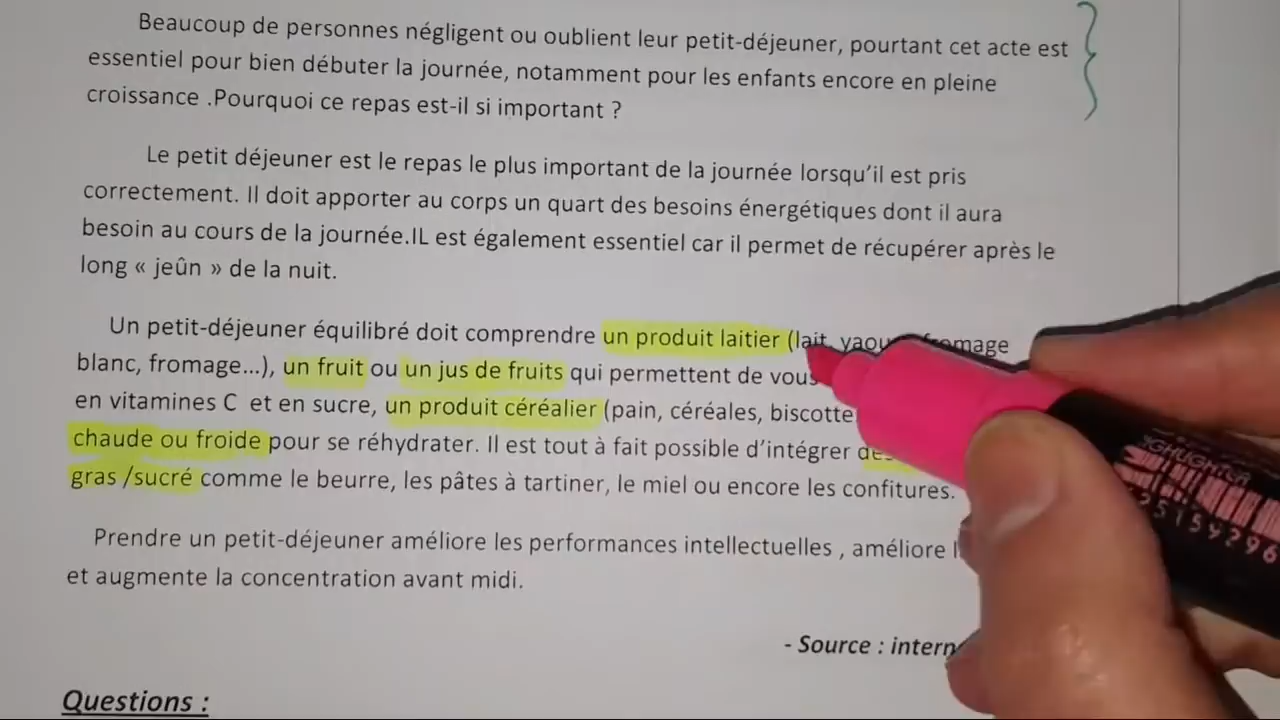 Beaucoup de personnes négligent ou oublient leur petit-déjeuner, pourtant cet acte est
essentiel pour bien débuter la journée, notamment pour les enfants encore en pleine
croissance .Pourquoi ce repas est-il si important ?
Le petit déjeuner est le repas le plus important de la journée lorsqu'il est pris
correctement. Il doit apporter au corps un quart des besoins énergétiques dont il aura
besoin au cours de la journée.IL est également essentiel car il permet de récupérer après le
long « jeûn » de la nuit.
Un petit-déjeuner équilibré doit comprendre un produit laitier (lait, fromage
blanc, fromage...), un fruit ou un jus de fruits qui permettent de vous
en vitamines C et en sucre, un produit céréalier (pain, céréales, biscotte
chaude ou froide pour se réhydrater. Il est tout à fait possible d'intégrer
gras /sucré comme le beurre, les pâtes à tartiner, le miel ou encore les confitures.
Prendre un petit-déjeuner améliore les performances intellectuelles , améliore
et augmente la concentration avant midi.
- Source : intern
Questions :